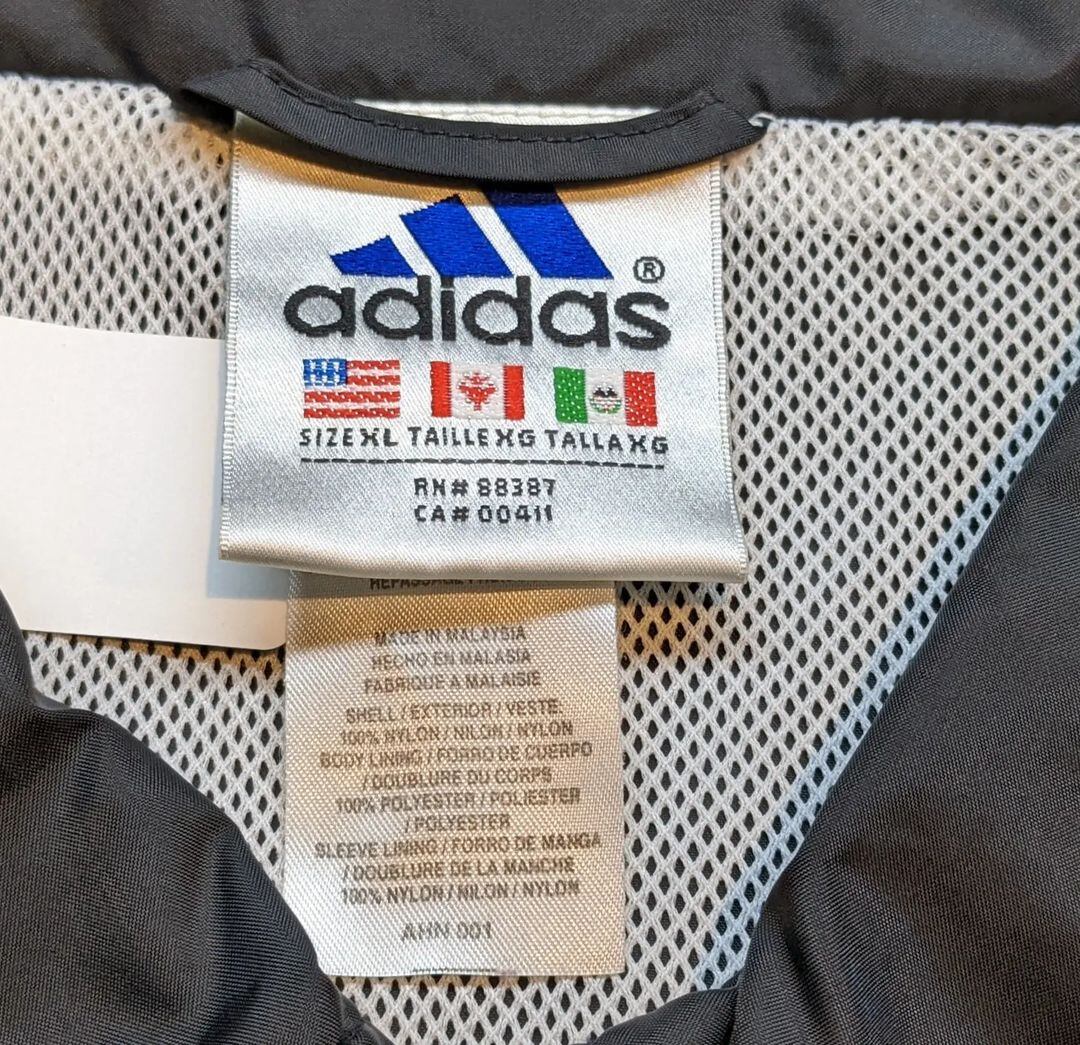 adidas®
SIZE XL TAILLE XG TALLA XG
RN# 88387
CA# 00411
MADE IN MALAYSIA
HECHO EN MALASIA
FABRIQUE A MALAISIE
SHELL / EXTERIOR / VESTE
100% NYLON / NILON / NYLON
BODY LINING / FORRO DE CUERPO
/ DOUBLURE DU CORPS
100% POLYESTER / POLIESTER
/ POLYESTER
SLEEVE LINING / FORRO DE MANGA
/ DOUBLURE DE LA MANCHE
100% NYLON / NILON / NYLON
AHN 001